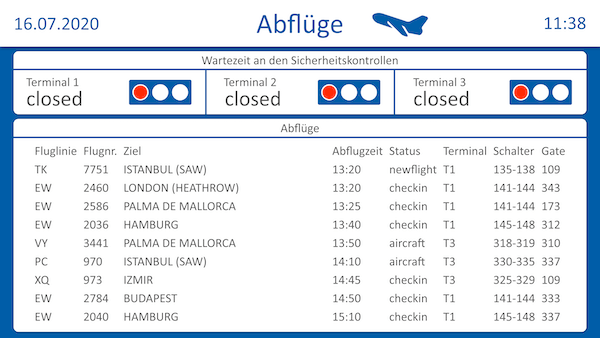 16.07.2020 Abflüge 11:38
Wartezeit an den Sicherheitskontrollen
Terminal 1 Terminal 2 Terminal 3
closed closed closed
Abflüge
Fluglinie Flugnr. Ziel Abflugzeit Status Terminal Schalter Gate
TK 7751 ISTANBUL (SAW) 13:20 newflight T1 135-138 109
EW 2460 LONDON (HEATHROW) 13:20 checkin T1 141-144 343
EW 2586 PALMA DE MALLORCA 13:25 checkin T1 141-144 173
EW 2036 HAMBURG 13:40 checkin T1 145-148 312
VY 3441 PALMA DE MALLORCA 13:50 aircraft T3 318-319 310
PC 970 ISTANBUL (SAW) 14:10 aircraft T3 330-335 337
XQ 973 IZMIR 14:45 checkin T3 325-329 109
EW 2784 BUDAPEST 14:50 checkin T1 141-144 333
EW 2040 HAMBURG 15:10 checkin T1 145-148 337